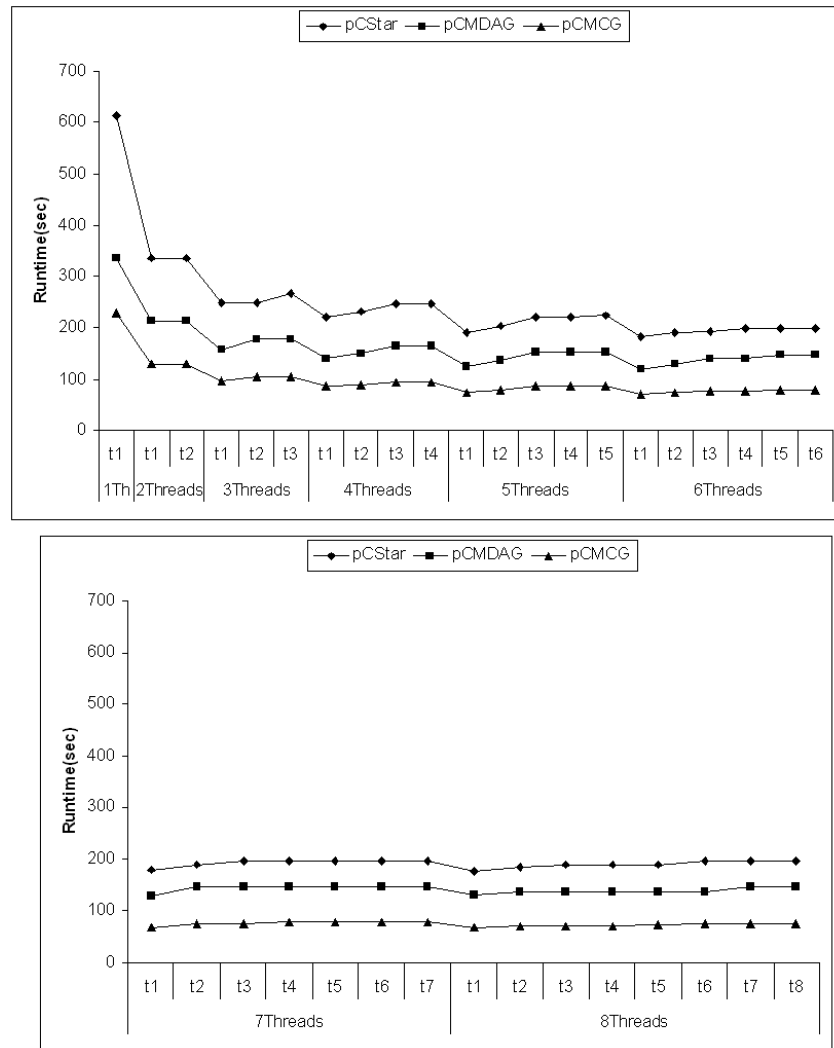 pCStar pCMDAG pCMCG
Runtime(sec)
700
600
500
400
300
200
100
0
t1 t1 t2 t1 t2 t3 t1 t2 t3 t4 t1 t2 t3 t4 t5 t1 t2 t3 t4 t5 t6
1Th 2Threads 3Threads 4Threads 5Threads 6Threads
pCStar pCMDAG pCMCG
Runtime(sec)
700
600
500
400
300
200
100
0
t1 t2 t3 t4 t5 t6 t7 t1 t2 t3 t4 t5 t6 t7 t8
7Threads 8Threads